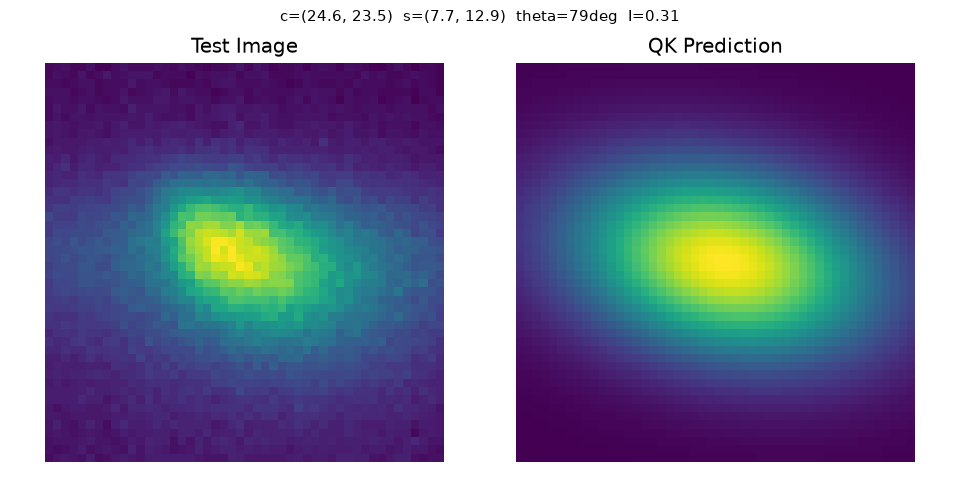 c=(24.6, 23.5)  s=(7.7, 12.9)  theta=79deg  I=0.31
Test Image
QK Prediction